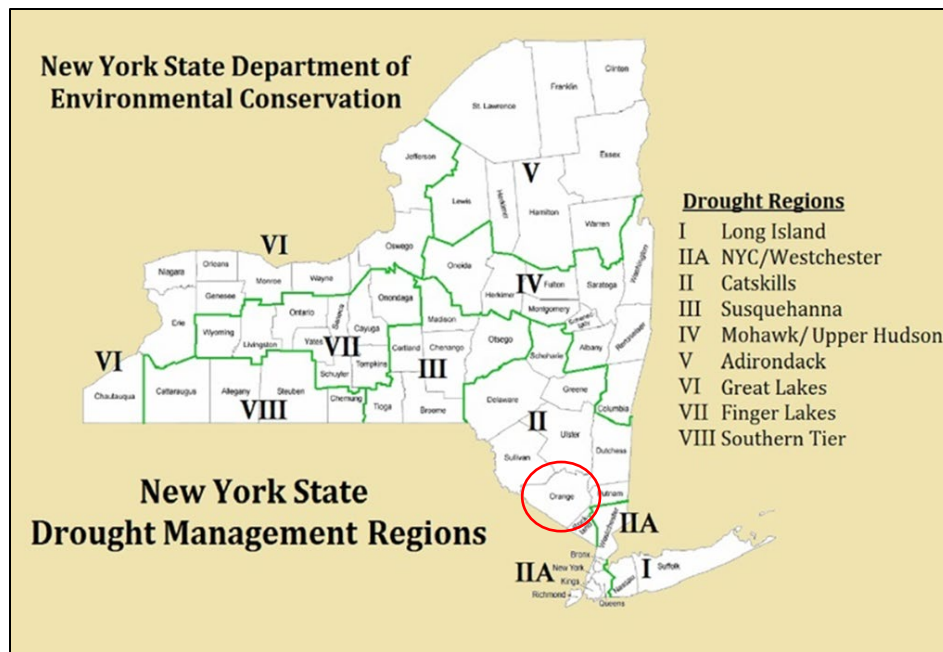 New York State Department of
Environmental Conservation
Clinton
Franklin
St. Lawrence
Jefferson
Essex
V
Lewis
Herkimer
Hamilton
Warren
Washington
Oswego
Oneida
VI
Niagara
Orleans
Monroe
Wayne
Genesee
Onondaga
Madison
Herkimer
IV
Fulton
Saratoga
Montgomery
Erie
Wyoming
Livingston
Ontario
Seneca
Yates
Cayuga
VII
Cortland
Chenango
Otsego
Schoharie
Albany
Rensselaer
Schuyler
Tompkins
III
VI
Chautauqua
Cattaraugus
Allegany
Steuben
VIII
Chemung
Tioga
Broome
Delaware
Greene
Columbia
II
Ulster
Sullivan
Dutchess
Orange
Putnam
Westchester
IIA
Bronx
New York
IIA
Kings
Richmond
Queens
Nassau
I
Suffolk
Drought Regions
I Long Island
IIA NYC/Westchester
II Catskills
III Susquehanna
IV Mohawk/Upper Hudson
V Adirondack
VI Great Lakes
VII Finger Lakes
VIII Southern Tier
New York State
Drought Management Regions